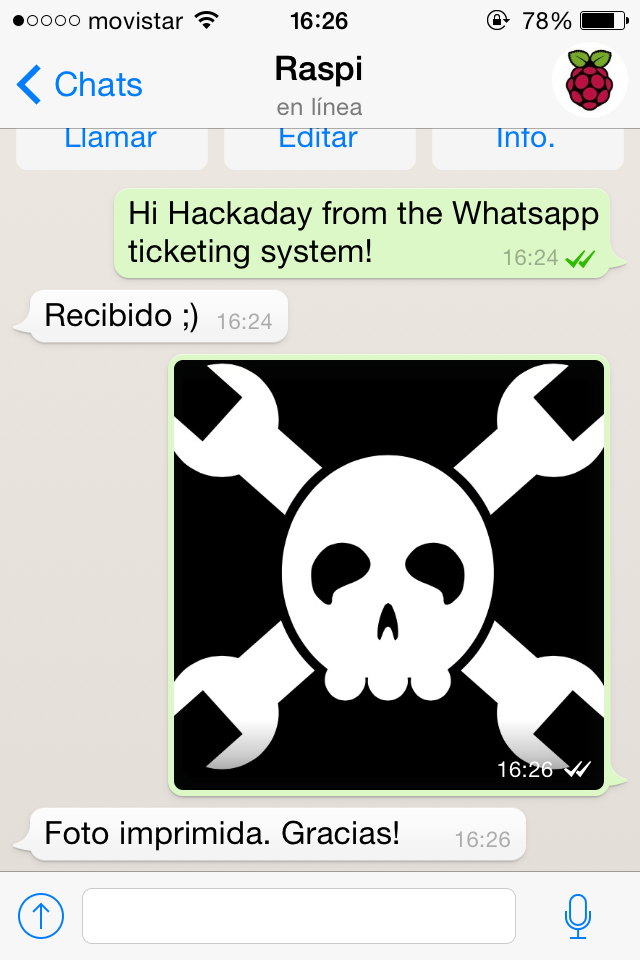 movistar 16:26 78%
Chats Raspi
en línea
Llamar Editar Info.
Hi Hackaday from the Whatsapp
ticketing system! 16:24
Recibido ;) 16:24
16:26
Foto imprimida. Gracias! 16:26